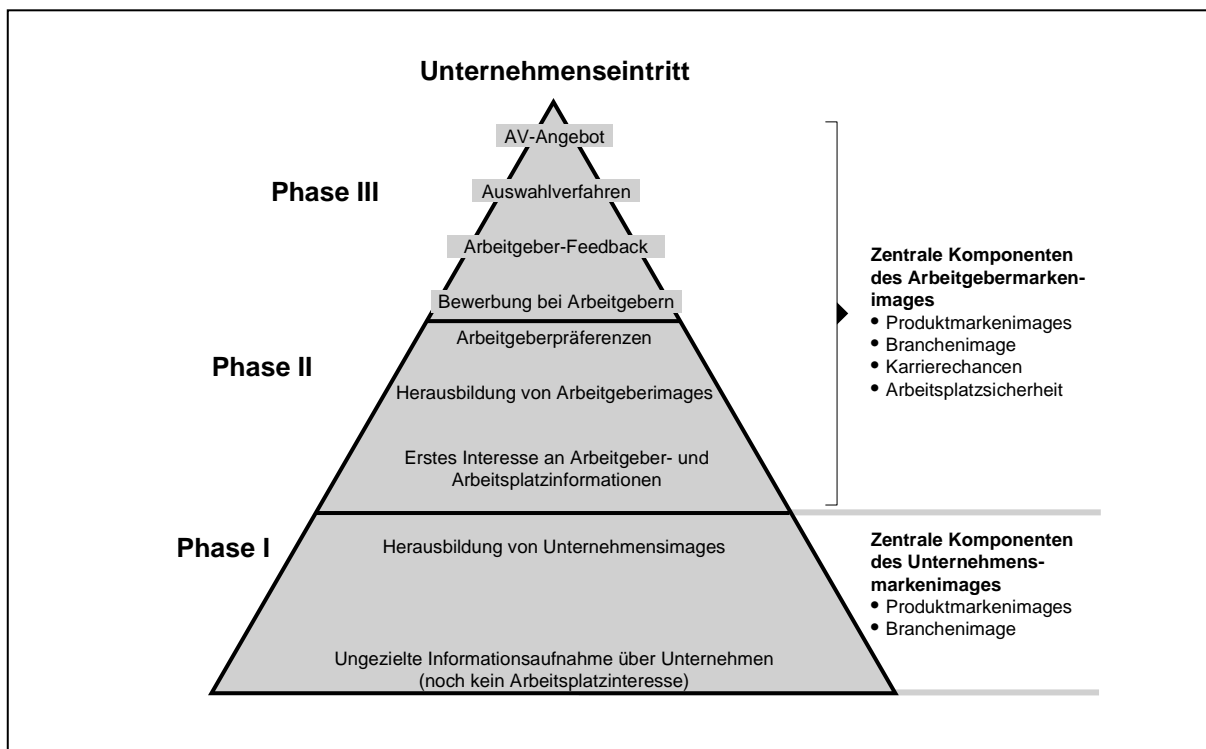 Unternehmenseintritt
AV-Angebot
Phase III
Auswahlverfahren
Arbeitgeber-Feedback
Bewerbung bei Arbeitgebern
Phase II
Arbeitgeberpräferenzen
Herausbildung von Arbeitgeberimages
Erstes Interesse an Arbeitgeber- und
Arbeitsplatzinformationen
Phase I
Herausbildung von Unternehmensimages
Ungezielte Informationsaufnahme über Unternehmen
(noch kein Arbeitsplatzinteresse)
Zentrale Komponenten
des Arbeitgebermarken-
images
• Produktmarkenimages
• Branchenimage
• Karrierechancen
• Arbeitsplatzsicherheit
Zentrale Komponenten
des Unternehmens-
markenimages
• Produktmarkenimages
• Branchenimage